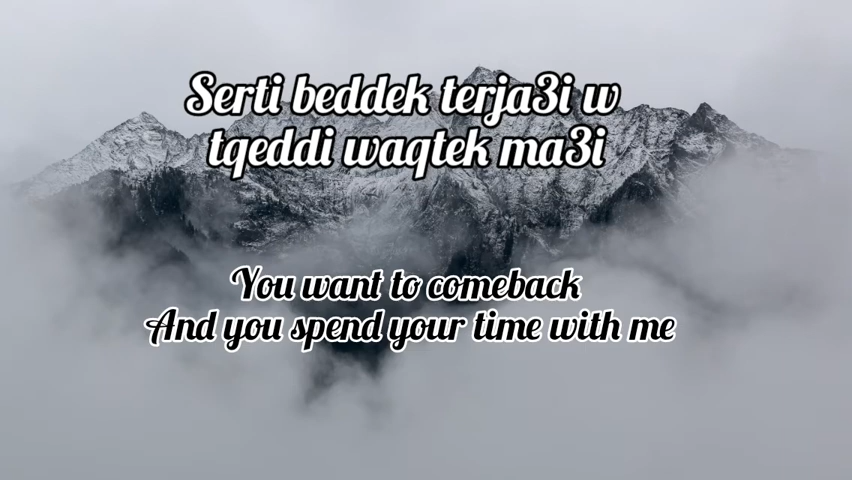 Serti beddek terja3i w
tqeddi waqtek ma3i
You want to comeback
And you spend your time with me